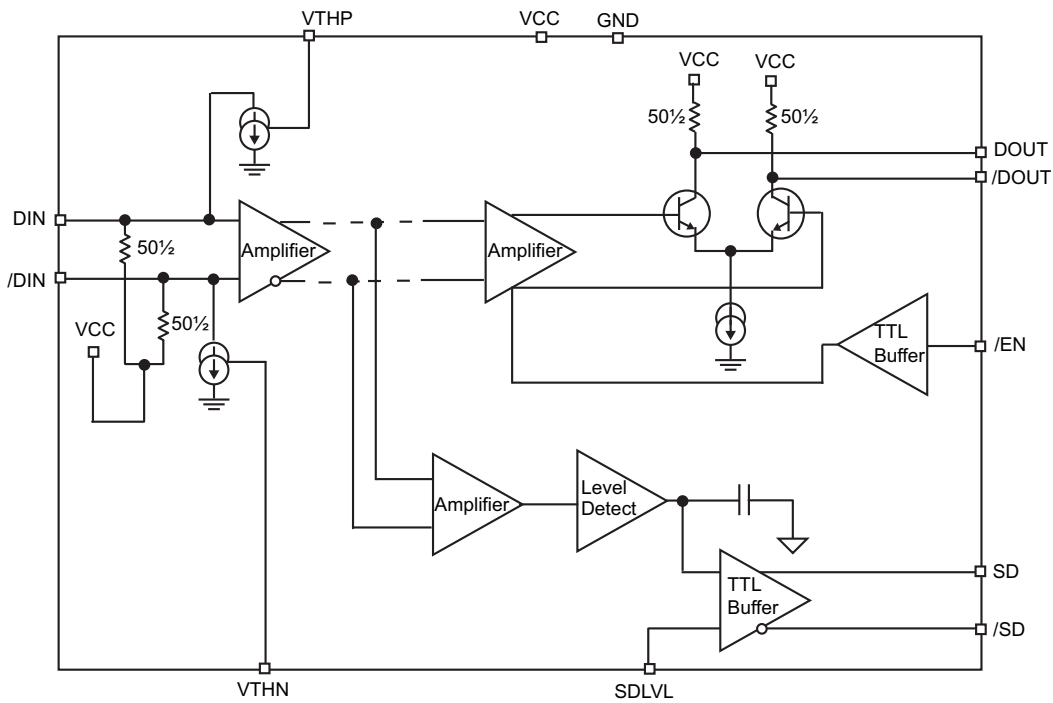 VTHP
VCC
GND
VCC
VCC
50½
50½
DOUT
/DOUT
DIN
50½
Amplifier
Amplifier
/DIN
50½
VCC
TTL
Buffer
/EN
Amplifier
Level
Detect
TTL
Buffer
SD
/SD
VTHN
SDLVL